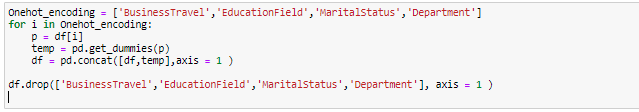 Onehot_encoding = ['BusinessTravel','EducationField','MaritalStatus','Department']
for i in Onehot_encoding:
    p = df[i]
    temp = pd.get_dummies(p)
    df = pd.concat([df,temp],axis = 1 )
df.drop(['BusinessTravel','EducationField','MaritalStatus','Department'], axis = 1 )